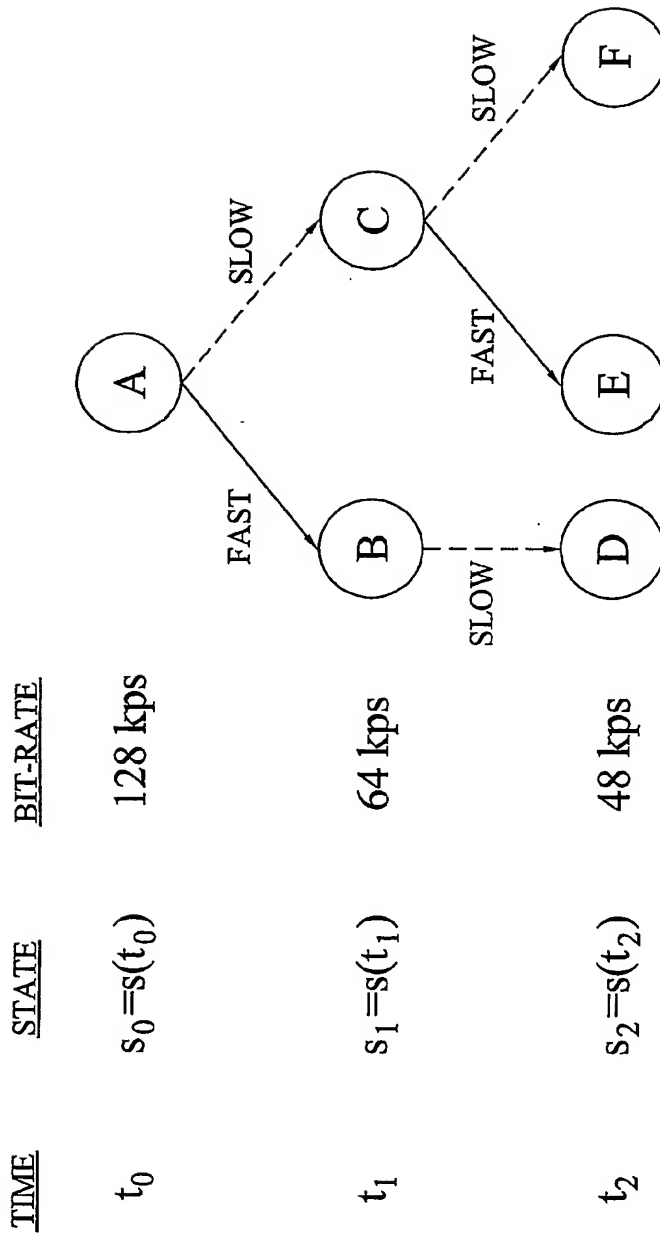 TIME STATE BIT-RATE
t₀ s₀=s(t₀) 128 kps A
FAST SLOW
t₁ s₁=s(t₁) 64 kps B C
SLOW FAST SLOW
t₂ s₂=s(t₂) 48 kps D E F